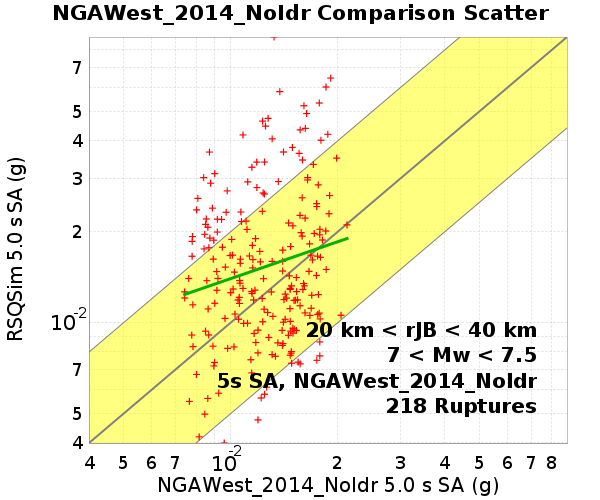 NGAWest_2014_NoIdr Comparison Scatter
RSQSim 5.0 s SA (g)
7
5
4
3
2
10-2
7
5
4
20 km < rJB < 40 km
7 < Mw < 7.5
5s SA, NGAWest_2014_NoIdr
218 Ruptures
4 5 6 7 10-2 2 3 4 5 6 7 8
NGAWest_2014_NoIdr 5.0 s SA (g)